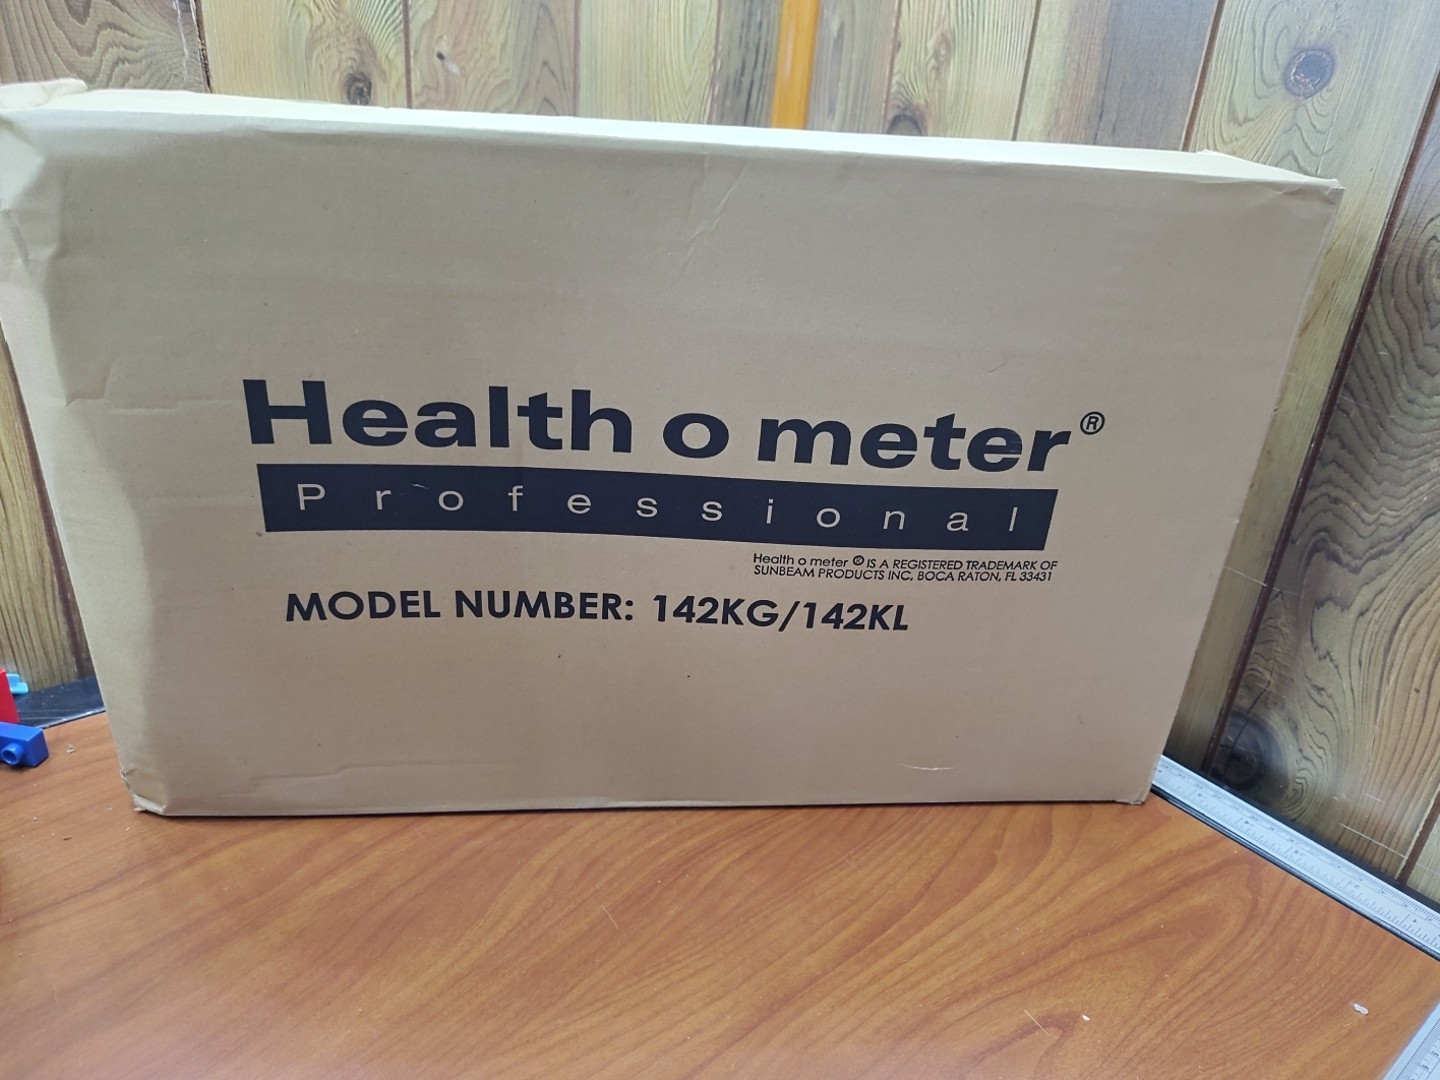 Health o meter®
Professional
Health o meter ® IS A REGISTERED TRADEMARK OF
SUNBEAM PRODUCTS INC, BOCA RATON, FL 33431
MODEL NUMBER: 142KG/142KL